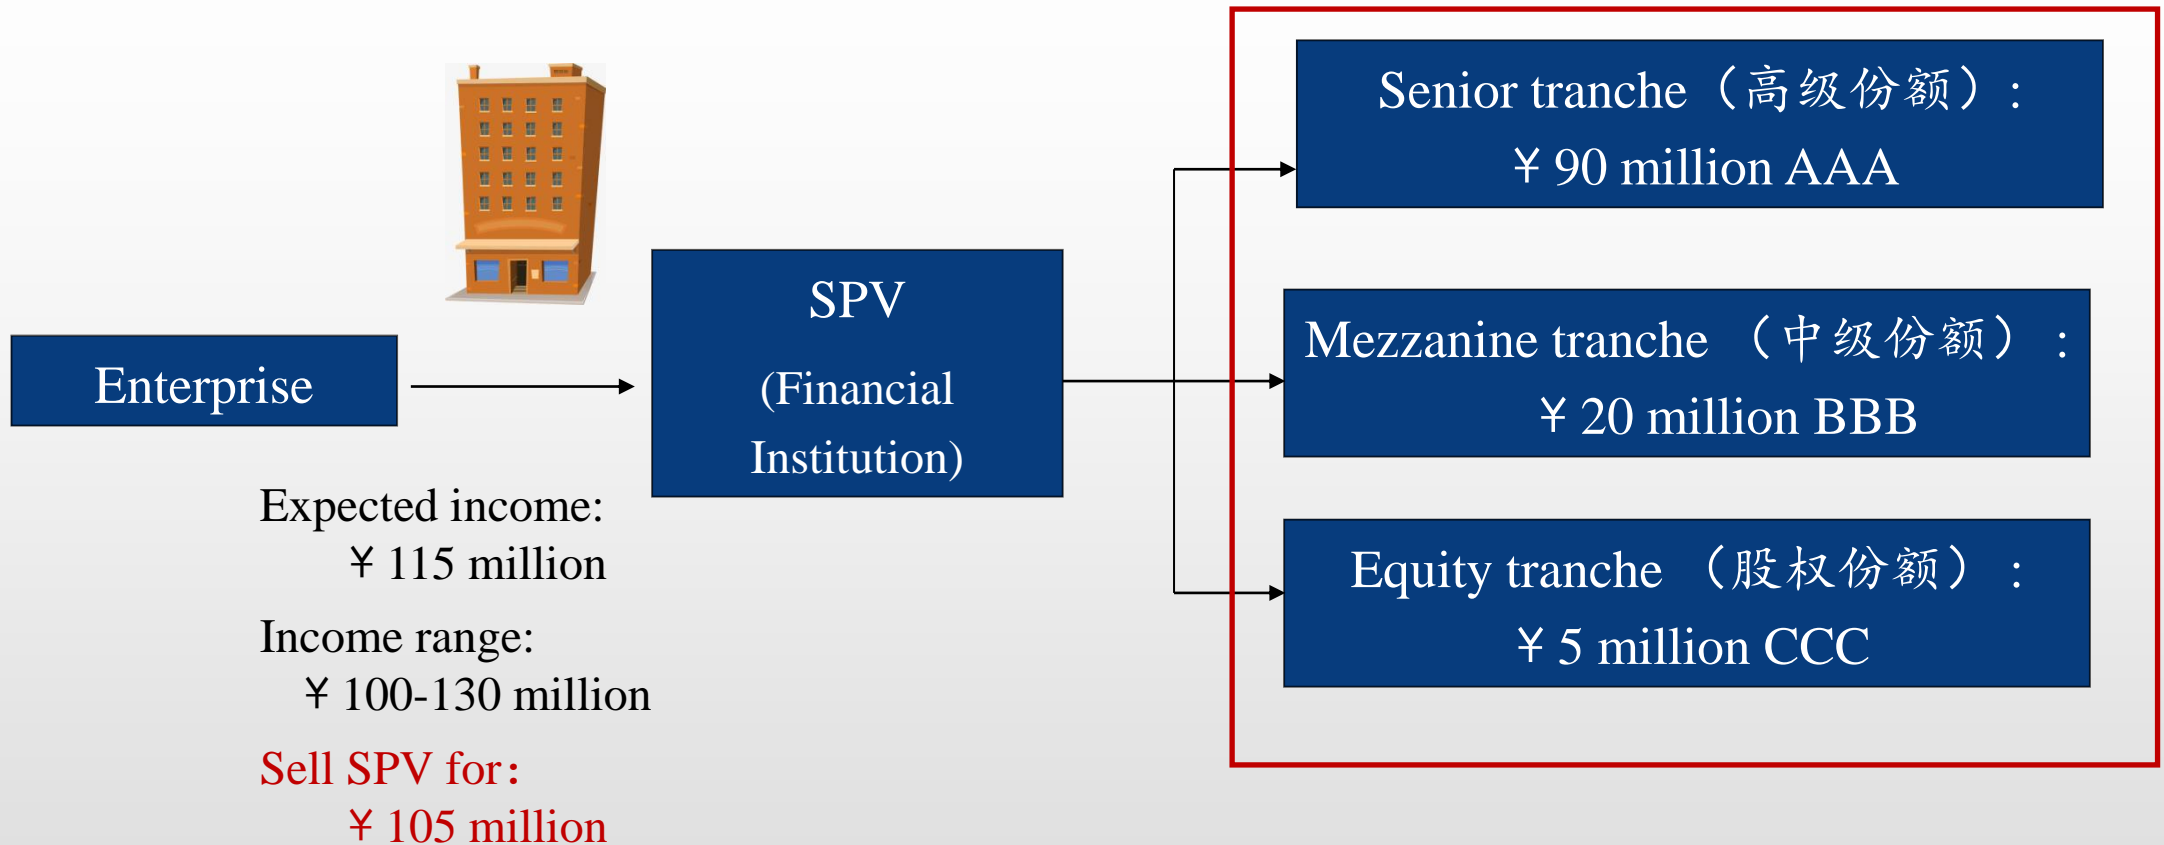 Enterprise
Expected income:
¥ 115 million
Income range:
¥ 100-130 million
Sell SPV for：
¥ 105 million
SPV
(Financial
Institution)
Senior tranche（高级份额）:
¥ 90 million AAA
Mezzanine tranche （中级份额）:
¥ 20 million BBB
Equity tranche （股权份额）:
¥ 5 million CCC